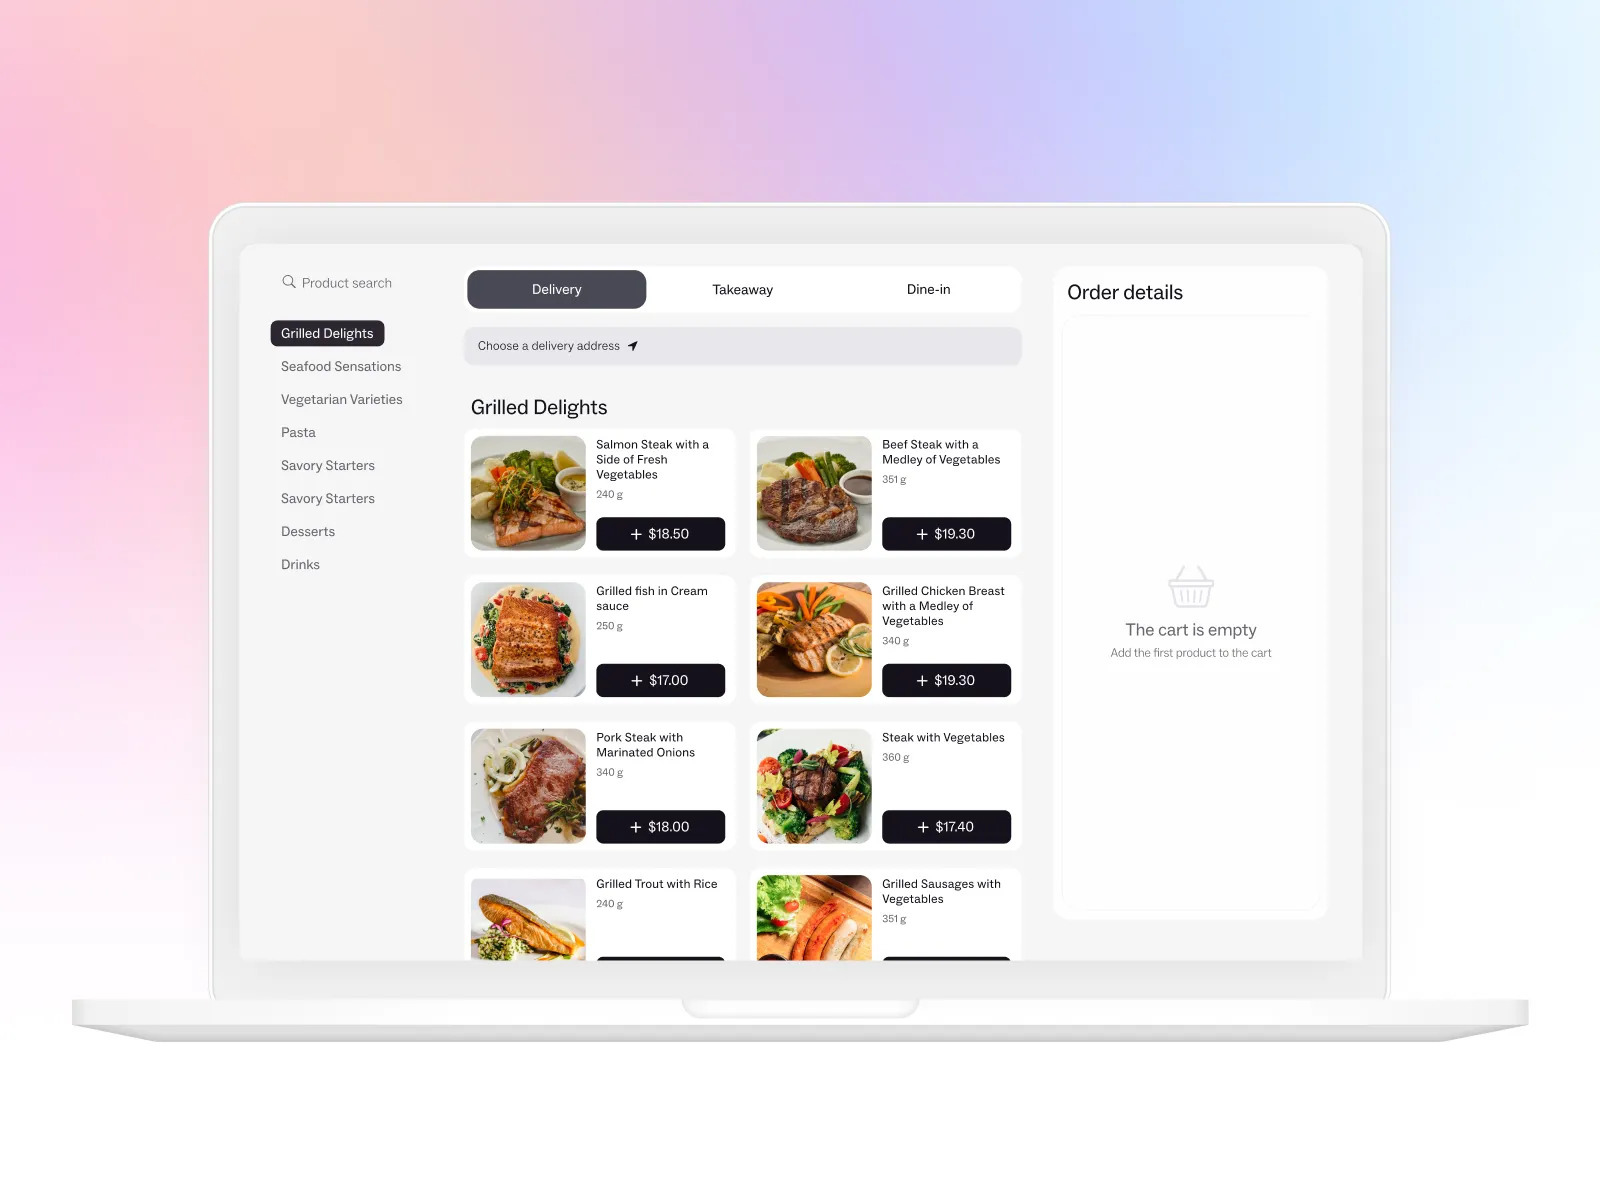 Product search
Grilled Delights
Seafood Sensations
Vegetarian Varieties
Pasta
Savory Starters
Savory Starters
Desserts
Drinks
Delivery
Takeaway
Dine-in
Choose a delivery address
Grilled Delights
Salmon Steak with a
Side of Fresh
Vegetables
240 g
+ $18.50
Beef Steak with a
Medley of Vegetables
351 g
+ $19.30
Grilled fish in Cream
sauce
250 g
+ $17.00
Grilled Chicken Breast
with a Medley of
Vegetables
340 g
+ $19.30
Pork Steak with
Marinated Onions
340 g
+ $18.00
Steak with Vegetables
360 g
+ $17.40
Grilled Trout with Rice
240 g
Grilled Sausages with
Vegetables
351 g
Order details
The cart is empty
Add the first product to the cart